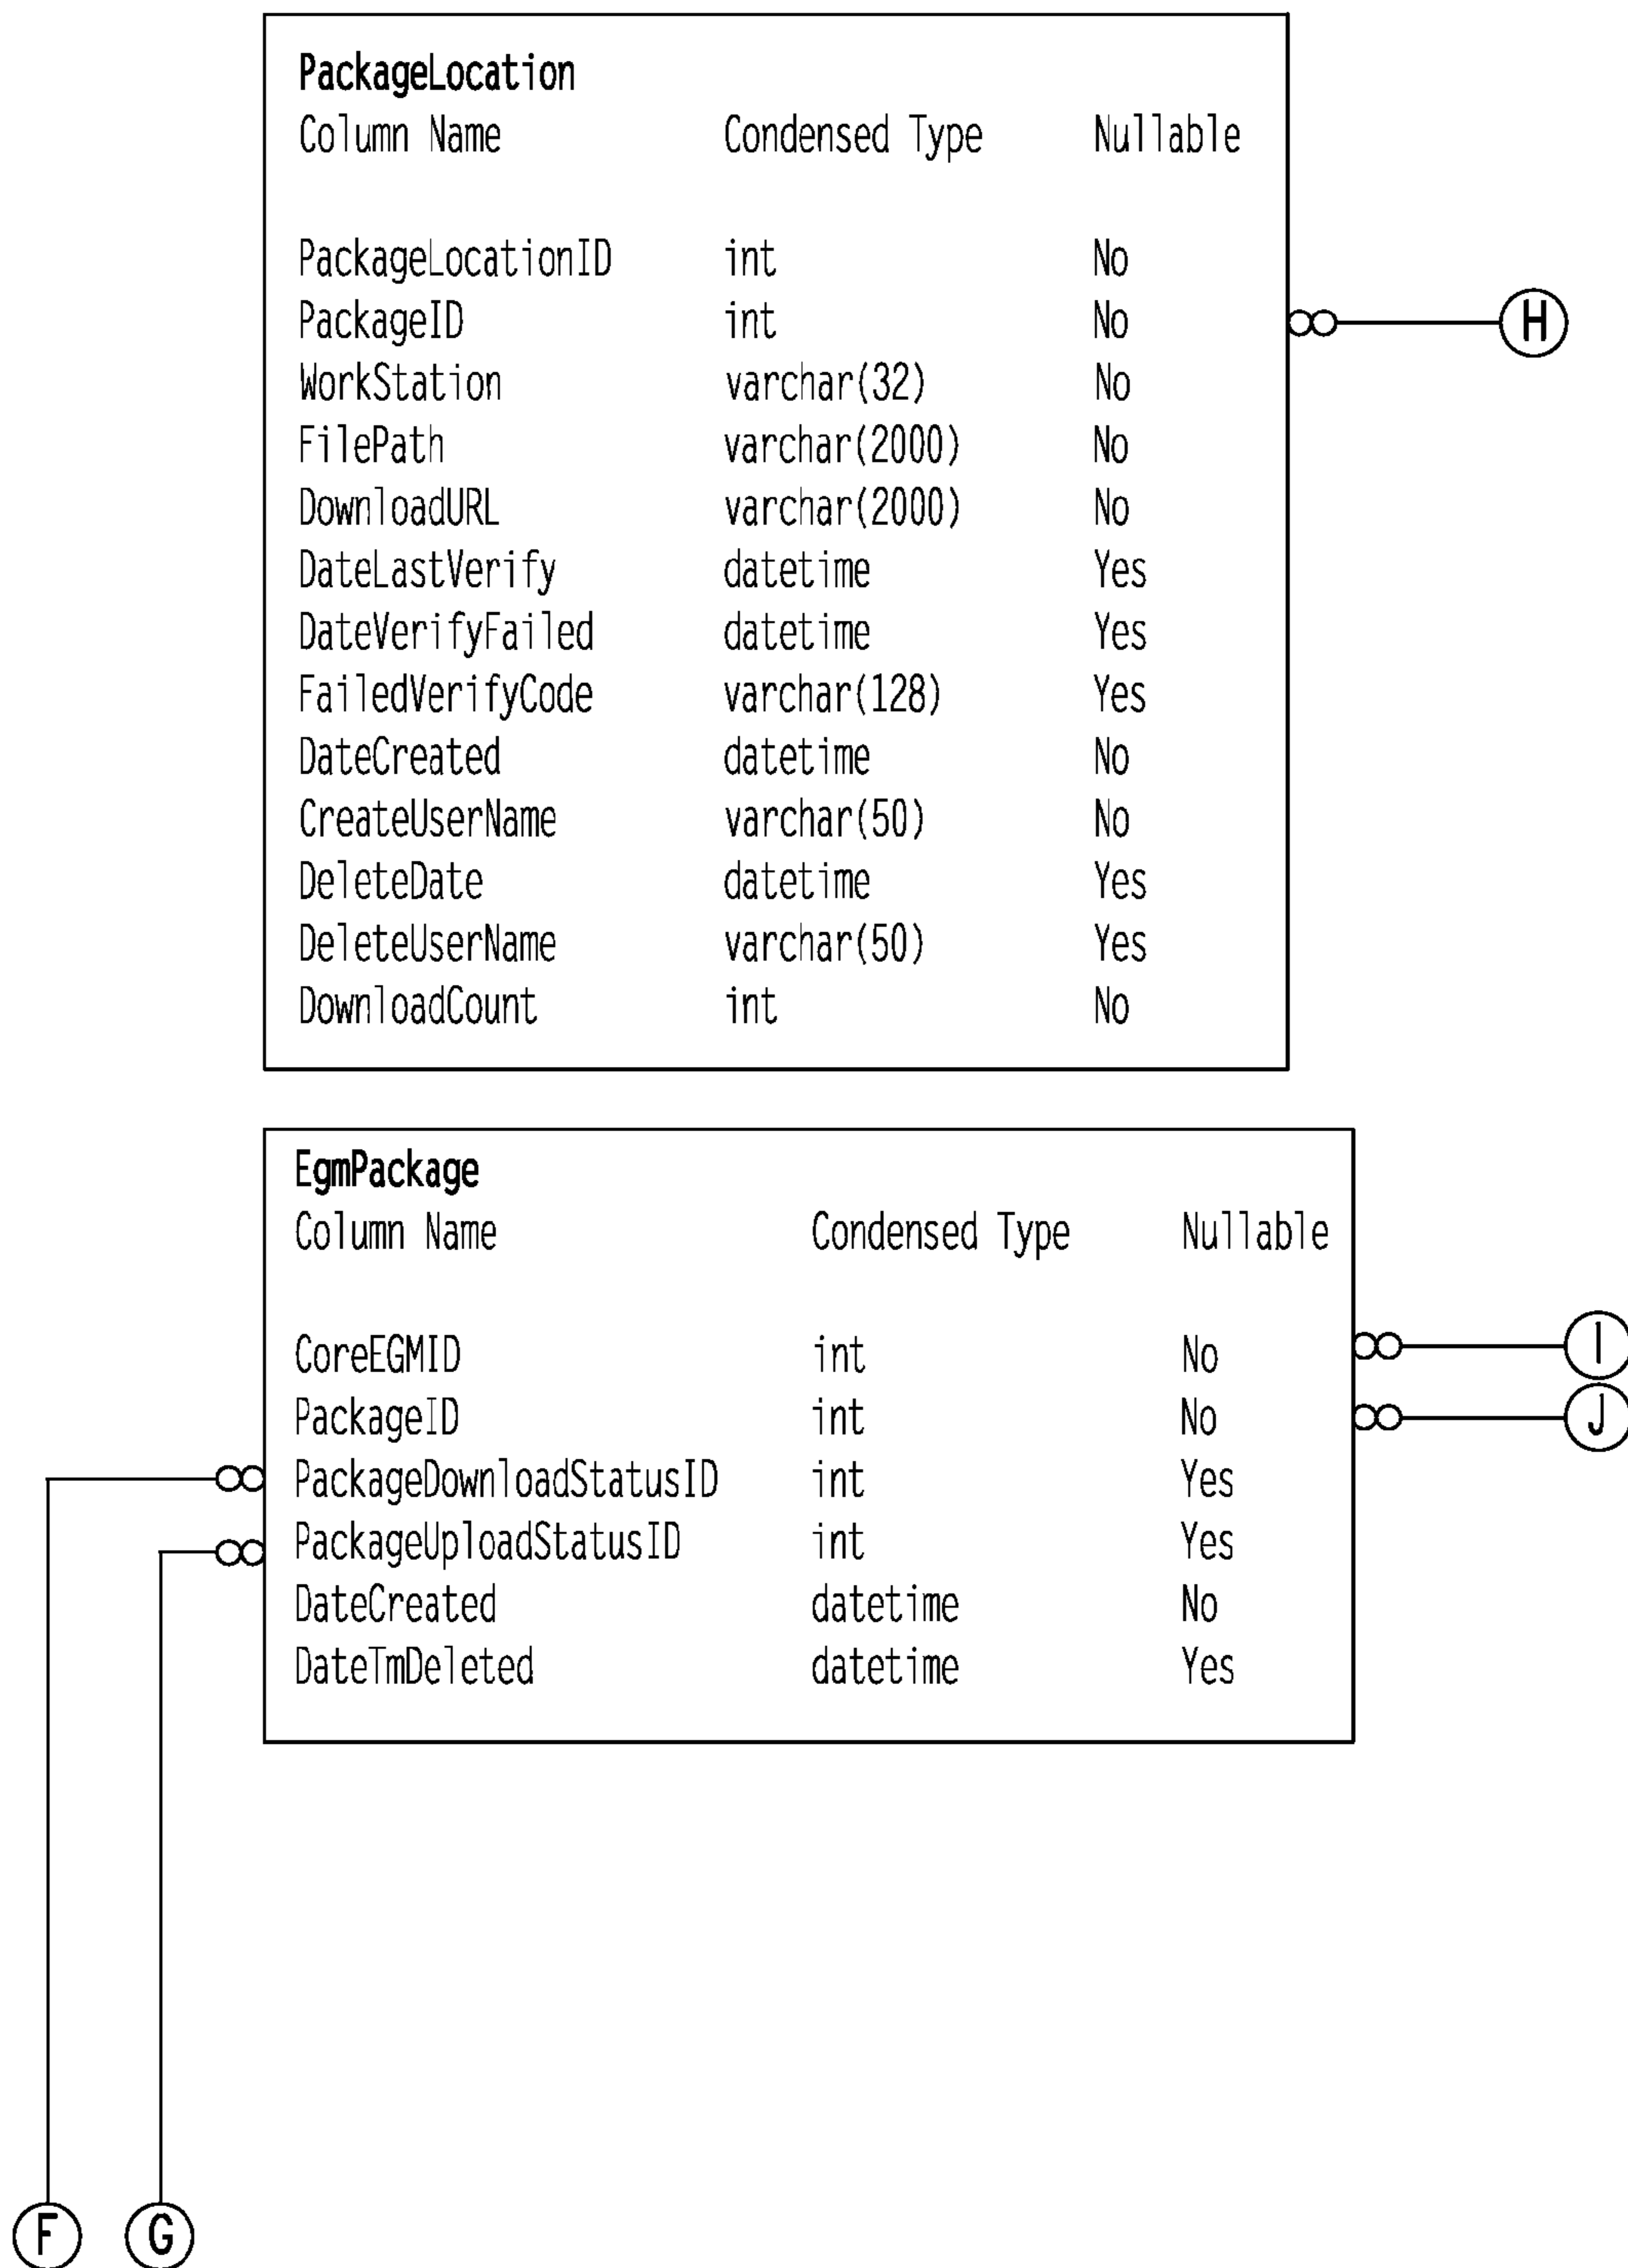 PackageLocation
Column Name Condensed Type Nullable
PackageLocationID int No
PackageID int No
H
WorkStation varchar(32) No
FilePath varchar(2000) No
DownloadURL varchar(2000) No
DateLastVerify datetime Yes
DateVerifyFailed datetime Yes
FailedVerifyCode varchar(128) Yes
DateCreated datetime No
CreateUserName varchar(50) No
DeleteDate datetime Yes
DeleteUserName varchar(50) Yes
DownloadCount int No
EgmPackage
Column Name Condensed Type Nullable
CoreEGMID int No
I
PackageID int No
J
PackageDownloadStatusID int Yes
PackageUploadStatusID int Yes
DateCreated datetime No
DateTmDeleted datetime Yes
F G